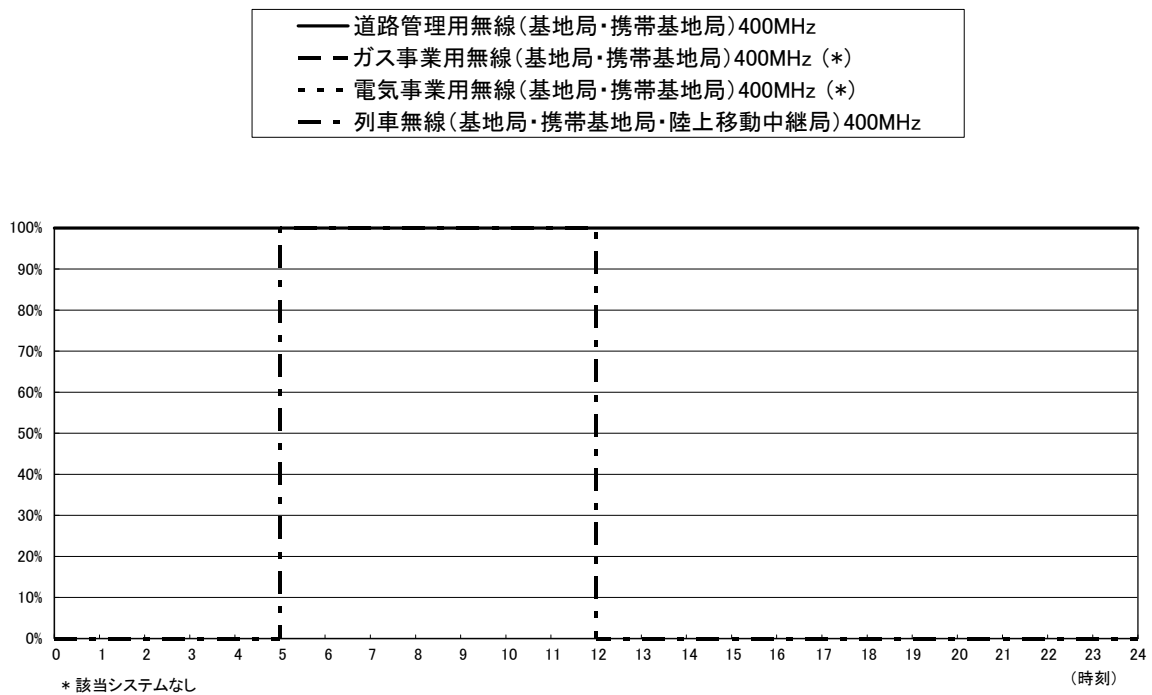 道路管理用無線(基地局・携帯基地局)400MHz
ガス事業用無線(基地局・携帯基地局)400MHz (*)
電気事業用無線(基地局・携帯基地局)400MHz (*)
列車無線(基地局・携帯基地局・陸上移動中継局)400MHz
100%
90%
80%
70%
60%
50%
40%
30%
20%
10%
0%
0 1 2 3 4 5 6 7 8 9 10 11 12 13 14 15 16 17 18 19 20 21 22 23 24
(時刻)
* 該当システムなし